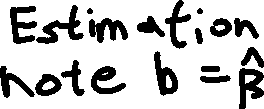 Estimation
note b = β̂